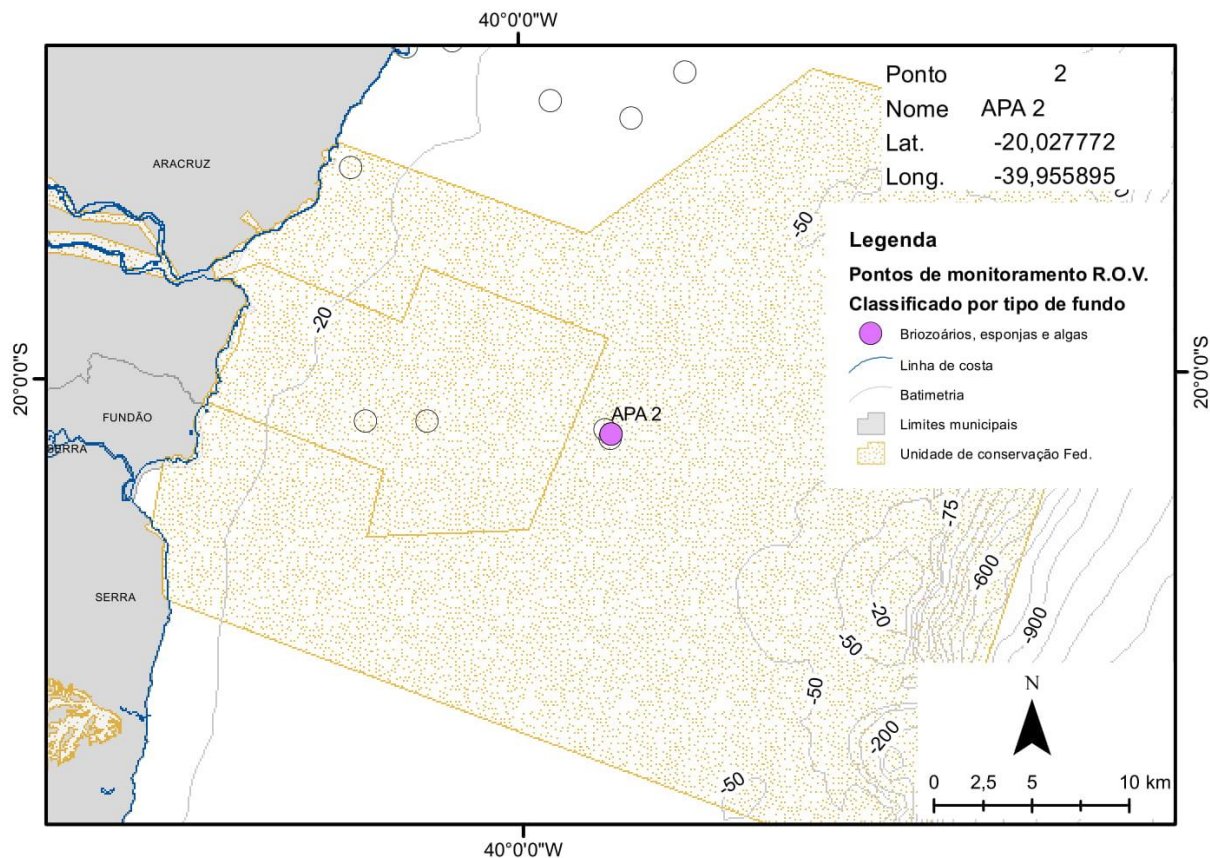 40°0'0"W
Ponto 2
Nome APA 2
Lat. -20,027772
Long. -39,955895
ARACRUZ
-50
-20
Legenda
Pontos de monitoramento R.O.V.
Classificado por tipo de fundo
Briozoários, esponjas e algas
Linha de costa
Batimetria
Limites municipais
Unidade de conservação Fed.
20°0'0"S
20°0'0"S
FUNDÃO
APA 2
-75
-600
-20
-900
-50
SERRA
-50
-200
-50
N
0 2,5 5 10 km
40°0'0"W